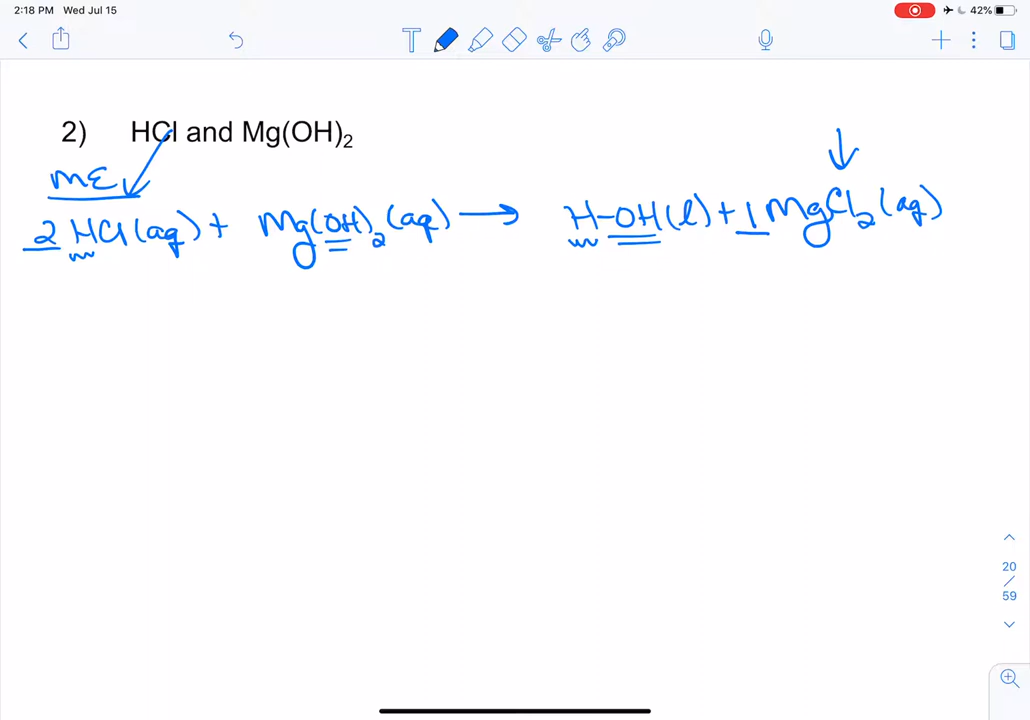 2:18 PM Wed Jul 15 42%
T
2) HCl and Mg(OH)₂
ME
2 HCl(aq) + Mg(OH)₂(aq) → H-OH(l) + 1 MgCl₂(aq)
20
/
59